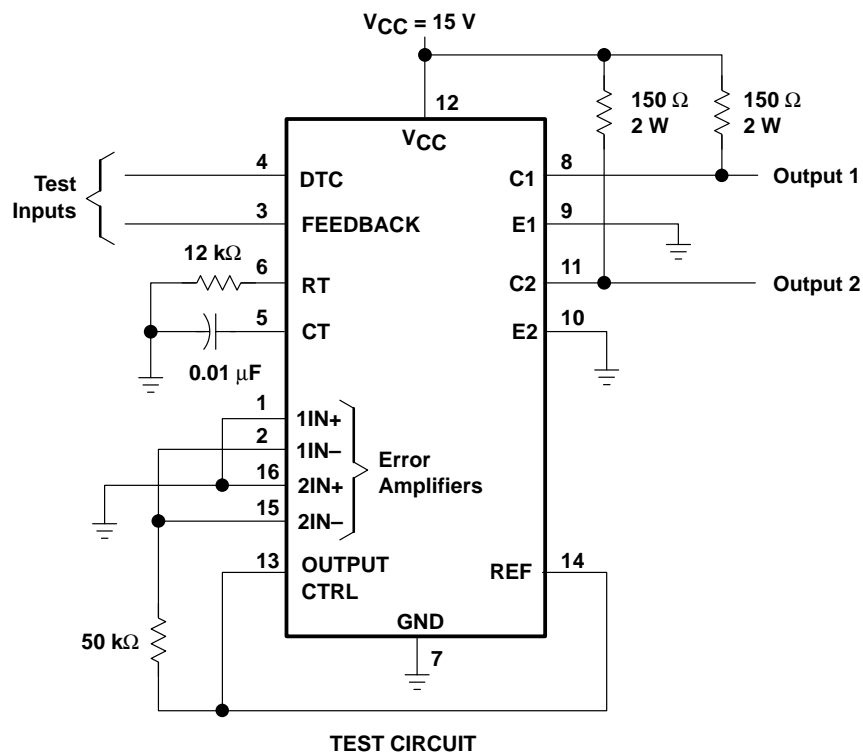 VCC = 15 V
12
VCC
150 Ω
2 W
150 Ω
2 W
Test
Inputs
4
DTC
3
FEEDBACK
12 kΩ
6
RT
5
CT
0.01 μF
1
1IN+
2
1IN–
16
2IN+
15
2IN–
Error
Amplifiers
13
OUTPUT
CTRL
50 kΩ
C1
8
Output 1
E1
9
C2
11
Output 2
E2
10
REF
14
GND
7
TEST CIRCUIT